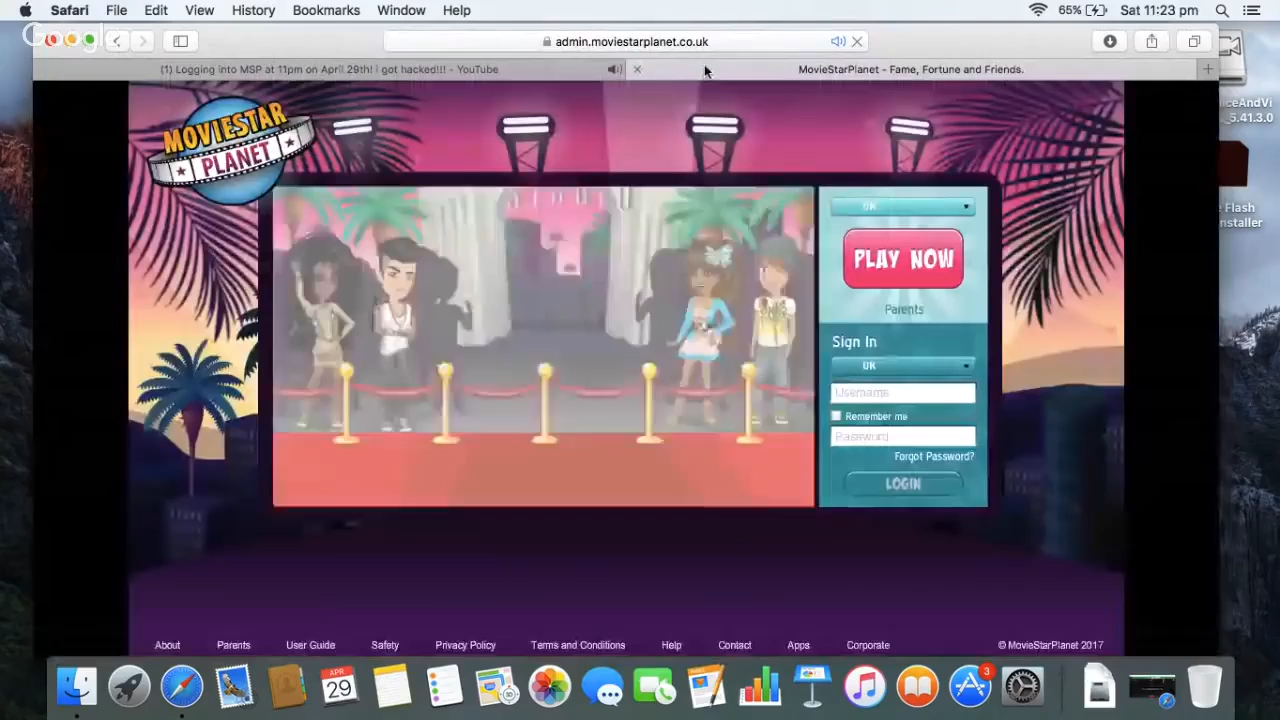 Safari File Edit View History Bookmarks Window Help 65% Sat 11:23 pm
admin.moviestarplanet.co.uk
(1) Logging into MSP at 11pm on April 29th! i got hacked!!! - YouTube
MovieStarPlanet - Fame, Fortune and Friends.
MOVIESTAR
PLANET
UK
PLAY NOW
Parents
Sign In
UK
Username
Remember me
Password
Forgot Password?
LOGIN
About Parents User Guide Safety Privacy Policy Terms and Conditions Help Contact Apps Corporate © MovieStarPlanet 2017
APR
29
3